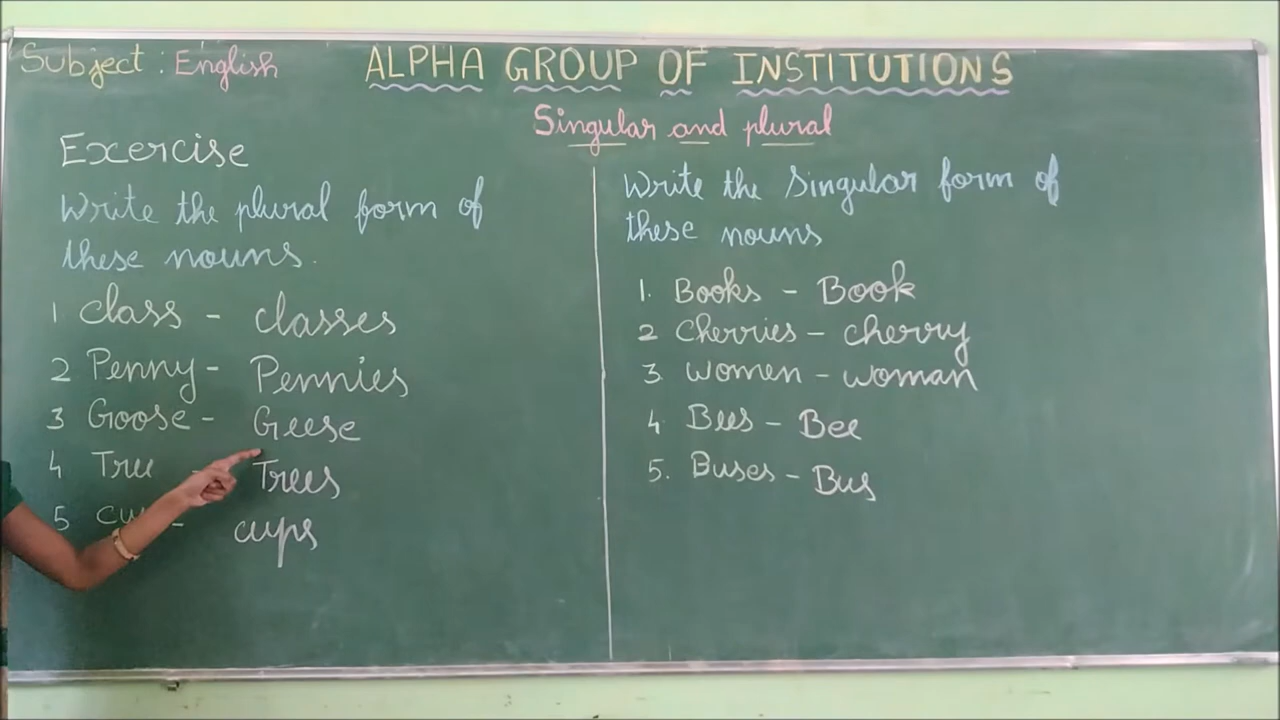 Subject : English
ALPHA GROUP OF INSTITUTIONS
Singular and plural
Exercise
Write the plural form of
these nouns.
1 Class - classes
2 Penny - Pennies
3 Goose - Geese
4 Tree - Trees
5 - cups
Write the Singular form of
these nouns
1. Books - Book
2 Cherries - cherry
3. Women - woman
4. Bees - Bee
5. Buses - Bus